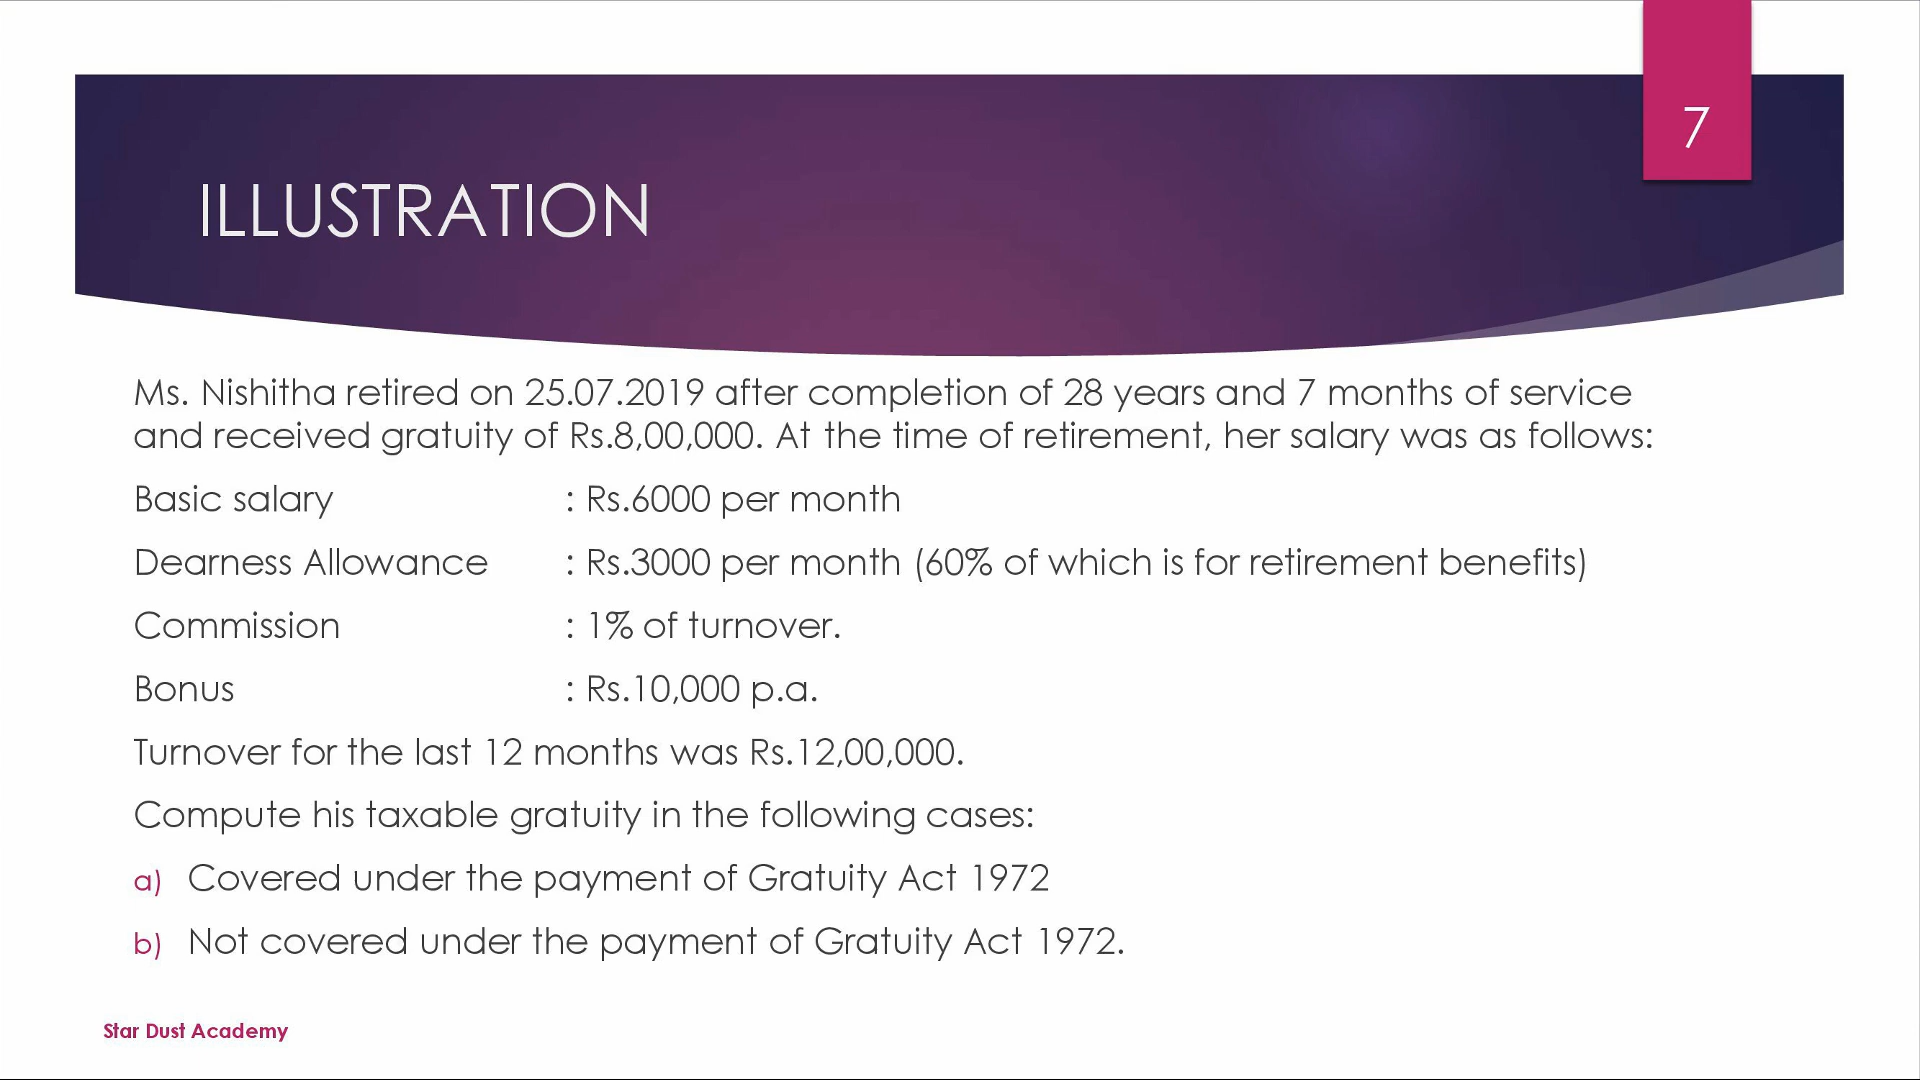 7
ILLUSTRATION
Ms. Nishitha retired on 25.07.2019 after completion of 28 years and 7 months of service
and received gratuity of Rs.8,00,000. At the time of retirement, her salary was as follows:
Basic salary : Rs.6000 per month
Dearness Allowance : Rs.3000 per month (60% of which is for retirement benefits)
Commission : 1% of turnover.
Bonus : Rs.10,000 p.a.
Turnover for the last 12 months was Rs.12,00,000.
Compute his taxable gratuity in the following cases:
a) Covered under the payment of Gratuity Act 1972
b) Not covered under the payment of Gratuity Act 1972.
Star Dust Academy